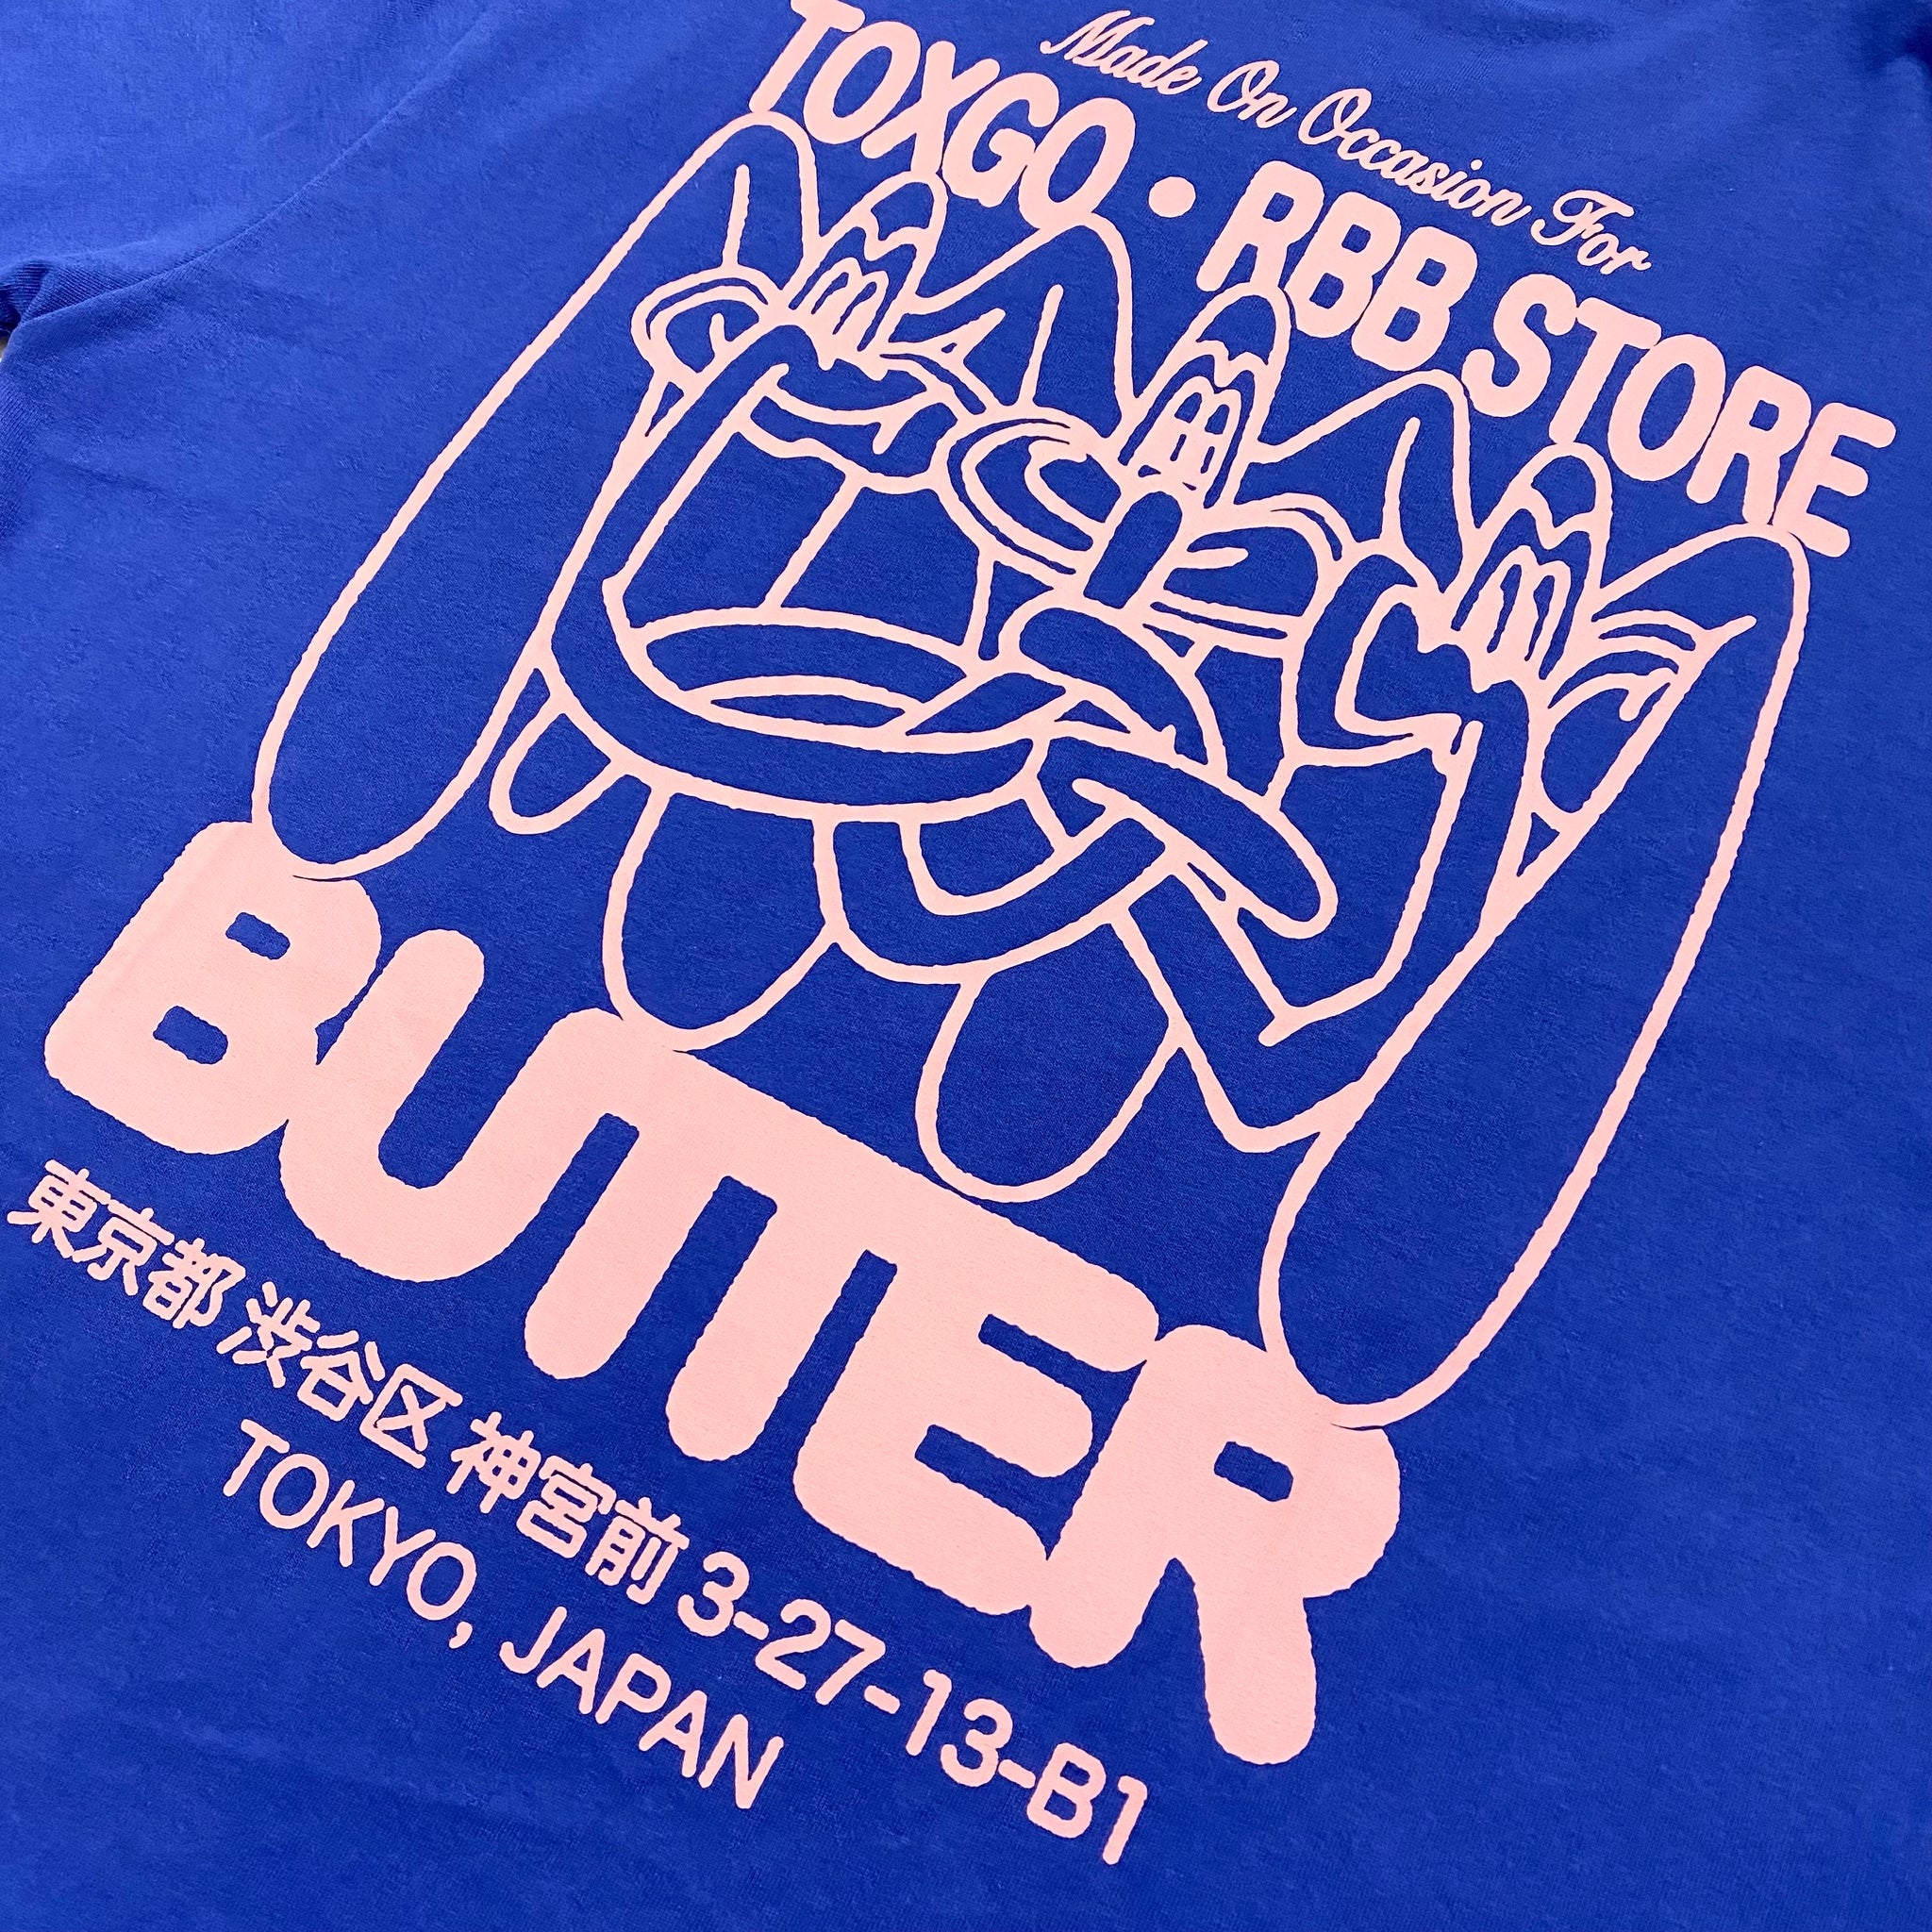 Made On Occasion For
TOXGO • RBB STORE
BUTTER
東京都 渋谷区 神宮前 3-27-13-B1
TOKYO, JAPAN